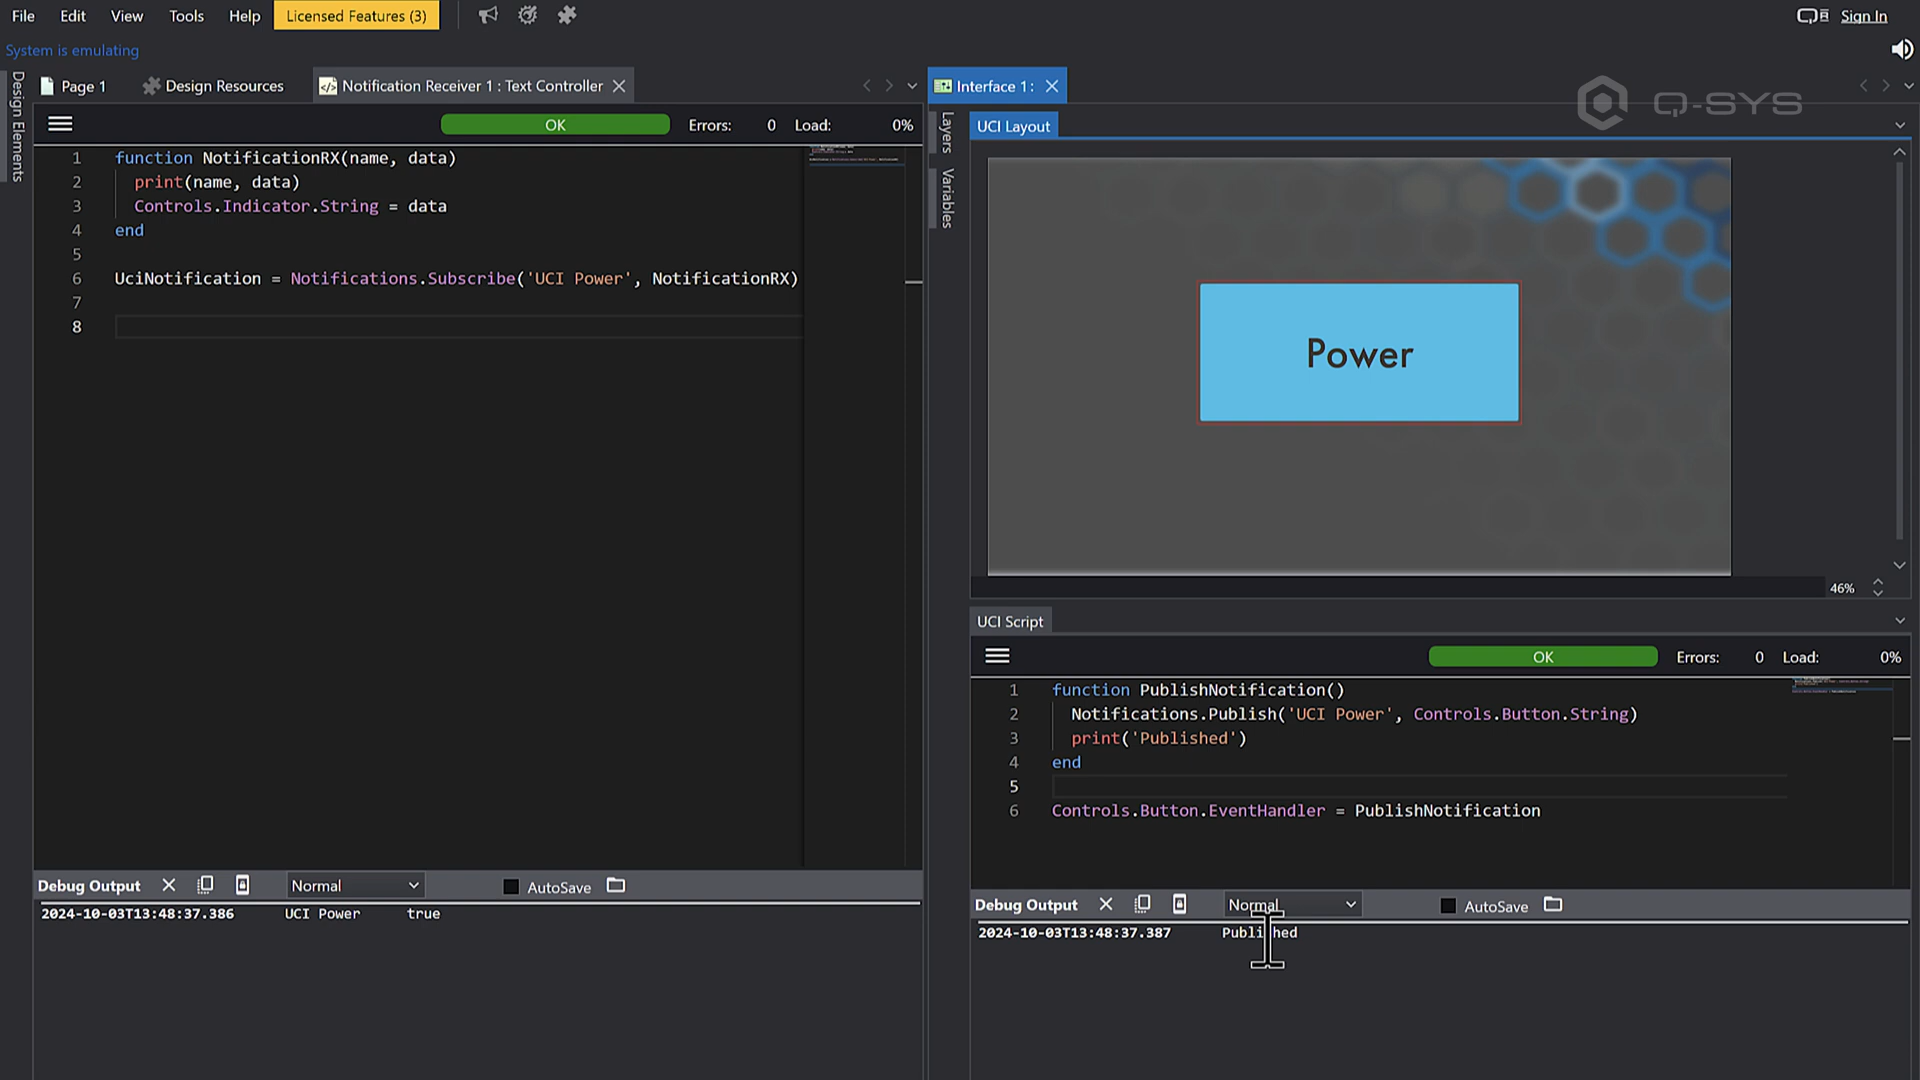 File Edit View Tools Help Licensed Features (3) Sign In
System is emulating
Design Elements
Page 1 Design Resources Notification Receiver 1 : Text Controller
OK Errors: 0 Load: 0%
1 function NotificationRX(name, data)
2 print(name, data)
3 Controls.Indicator.String = data
4 end
5
6 UciNotification = Notifications.Subscribe('UCI Power', NotificationRX)
7
8
Debug Output Normal AutoSave
2024-10-03T13:48:37.386 UCI Power true
Interface 1:
Q-SYS
Layers
Variables
UCI Layout
Power
46%
UCI Script
OK Errors: 0 Load: 0%
1 function PublishNotification()
2 Notifications.Publish('UCI Power', Controls.Button.String)
3 print('Published')
4 end
5
6 Controls.Button.EventHandler = PublishNotification
Debug Output Normal AutoSave
2024-10-03T13:48:37.387 Published